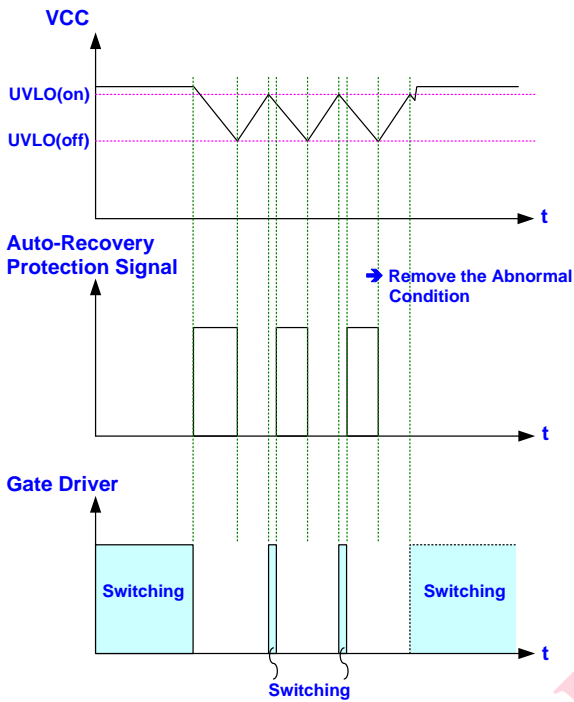 VCC
UVLO(on)
UVLO(off)
t
Auto-Recovery
Protection Signal
➔ Remove the Abnormal
Condition
t
Gate Driver
Switching
Switching
t
Switching